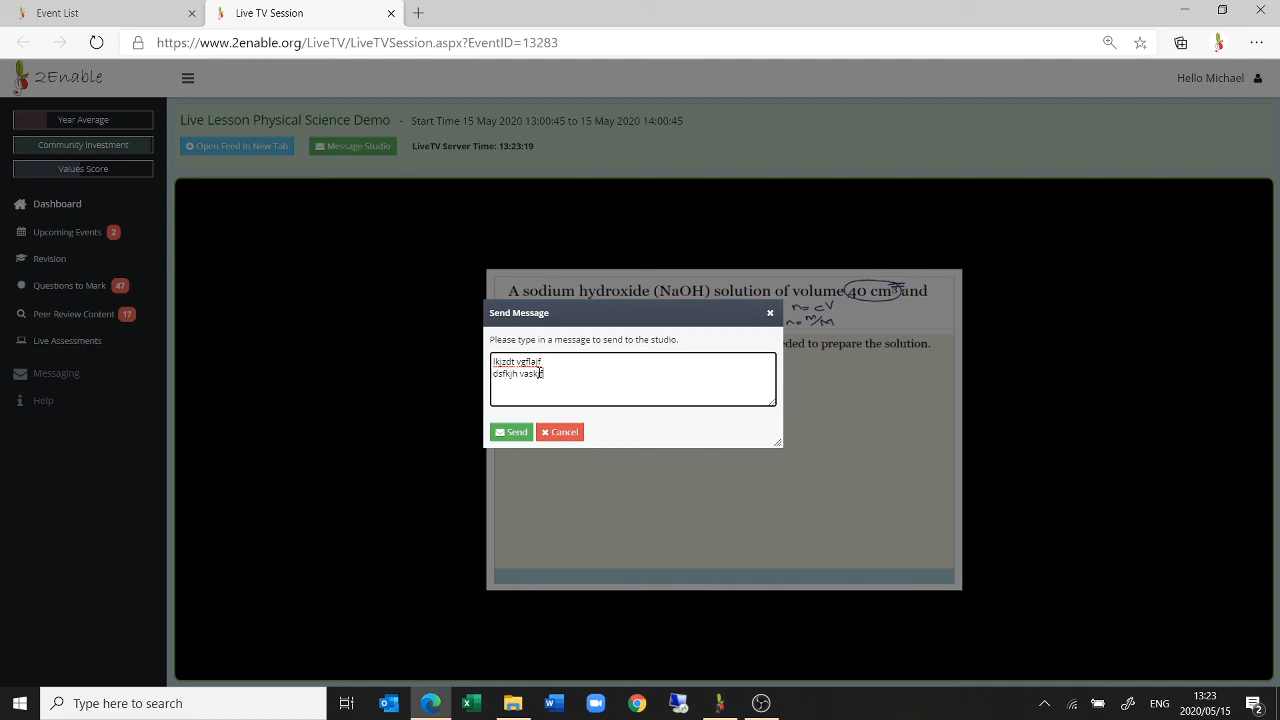 Event List
Live TV Session
https://www.2enable.org/LiveTV/LiveTVSession.aspx?EventID=13283
2Enable
Hello Michael
Year Average
Community Investment
Values Score
Dashboard
Upcoming Events 2
Revision
Questions to Mark 47
Peer Review Content 17
Live Assessments
Messaging
Help
Live Lesson Physical Science Demo - Start Time 15 May 2020 13:00:45 to 15 May 2020 14:00:45
Open Feed In New Tab
Message Studio
LiveTV Server Time: 13:23:19
A sodium hydroxide (NaOH) solution of volume 40 cm³ and
n = cV
n = m/M
ded to prepare the solution.
Send Message
Please type in a message to send to the studio.
lkjzdt vgflajf
dsfkjh
Send
Cancel
Type here to search
ENG
13:23
2020/05/15
2